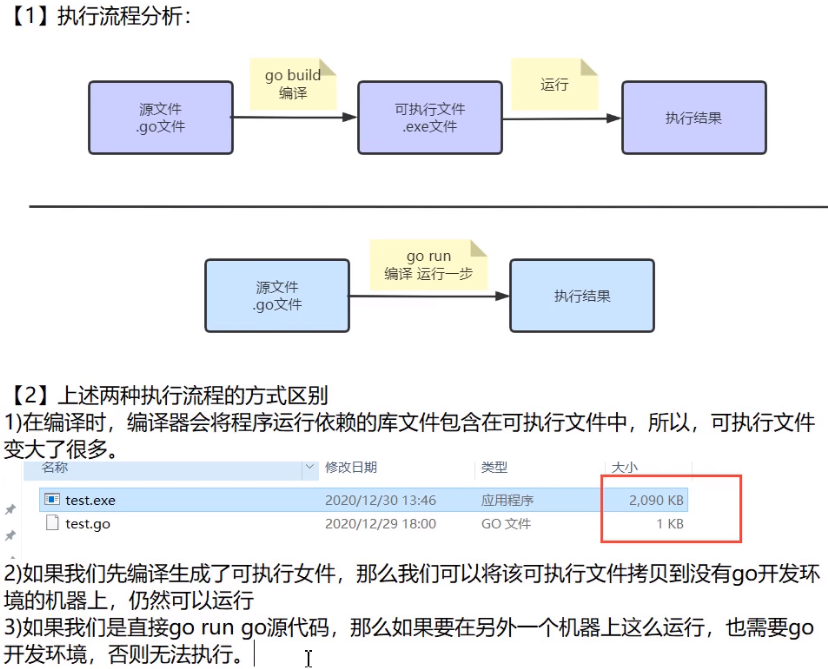 【1】执行流程分析：
go build
编译
运行
源文件
.go文件
可执行文件
.exe文件
执行结果
go run
编译 运行一步
源文件
.go文件
执行结果
【2】上述两种执行流程的方式区别
1)在编译时，编译器会将程序运行依赖的库文件包含在可执行文件中，所以，可执行文件
变大了很多。
名称 修改日期 类型 大小
test.exe 2020/12/30 13:46 应用程序 2,090 KB
test.go 2020/12/29 18:00 GO 文件 1 KB
2)如果我们先编译生成了可执行女件，那么我们可以将该可执行文件拷贝到没有go开发环
境的机器上，仍然可以运行
3)如果我们是直接go run go源代码，那么如果要在另外一个机器上这么运行，也需要go
开发环境，否则无法执行。